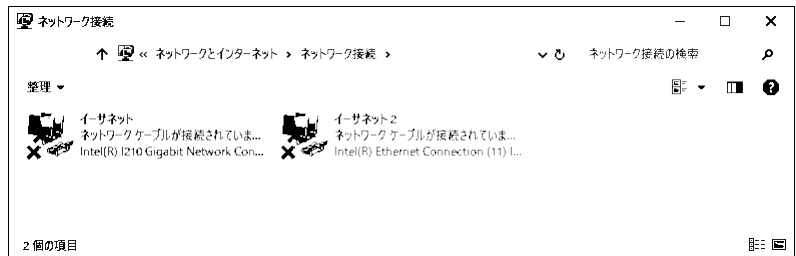 ネットワーク接続
« ネットワークとインターネット › ネットワーク接続 ›
ネットワーク接続の検索
整理
イーサネット
ネットワーク ケーブルが接続されていま...
Intel(R) I210 Gigabit Network Con...
イーサネット 2
ネットワーク ケーブルが接続されていま...
Intel(R) Ethernet Connection (11) I...
2 個の項目